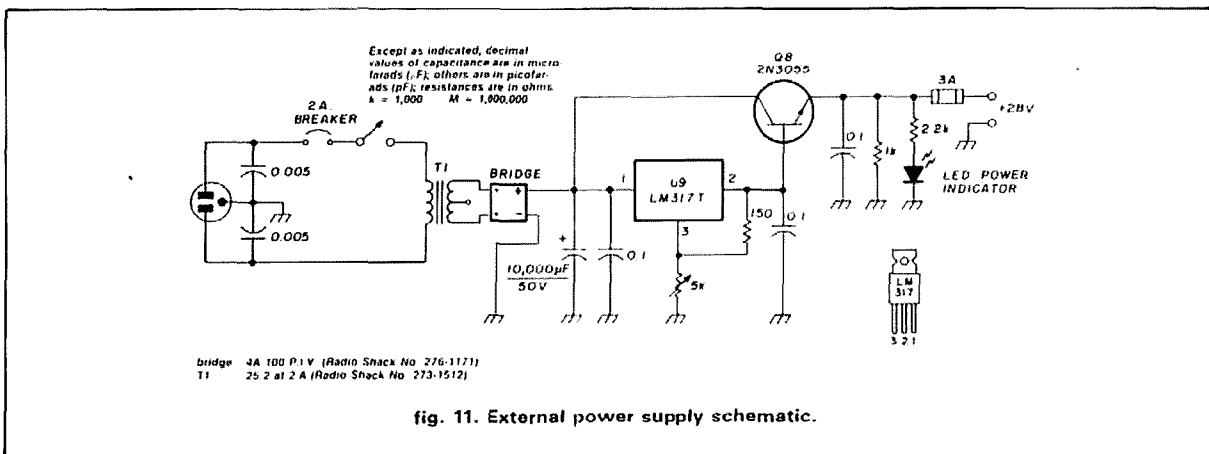 Except as indicated, decimal
values of capacitance are in micro-
farads (µF); others are in picofar-
ads (pF); resistances are in ohms.
k = 1,000 M = 1,000,000
2A.
BREAKER
0.005
0.005
T1
BRIDGE
+
-
+
10,000µF
50V
0.1
1
U9
LM317T
2
3
150
5k
0.1
Q8
2N3055
0.1
1k
2.2k
3A
+28V
LED POWER
INDICATOR
LM
317
3 2 1
bridge 4A 100 P.I.V. (Radio Shack No. 276-1171)
T1 25.2 at 2 A (Radio Shack No. 273-1512)
fig. 11. External power supply schematic.